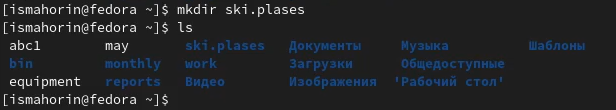 [ismahorin@fedora ~]$ mkdir ski.plases
[ismahorin@fedora ~]$ ls
abc1 may ski.plases Документы Музыка Шаблоны
bin monthly work Загрузки Общедоступные
equipment reports Видео Изображения 'Рабочий стол'
[ismahorin@fedora ~]$